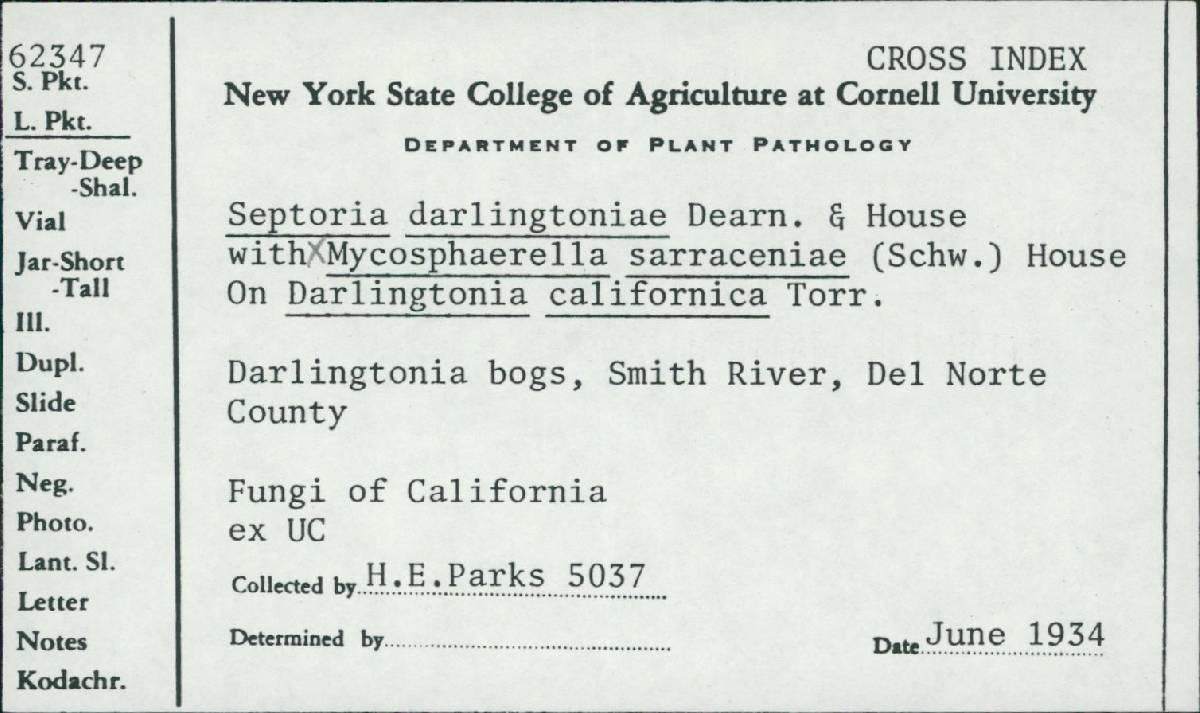 62347
S. Pkt.
L. Pkt.
Tray-Deep
-Shal.
Vial
Jar-Short
-Tall
Ill.
Dupl.
Slide
Paraf.
Neg.
Photo.
Lant. Sl.
Letter
Notes
Kodachr.
CROSS INDEX
New York State College of Agriculture at Cornell University
DEPARTMENT OF PLANT PATHOLOGY
Septoria darlingtoniae Dearn. & House
with X Mycosphaerella sarraceniae (Schw.) House
On Darlingtonia californica Torr.
Darlingtonia bogs, Smith River, Del Norte
County
Fungi of California
ex UC
Collected by H.E.Parks 5037
Determined by
Date June 1934